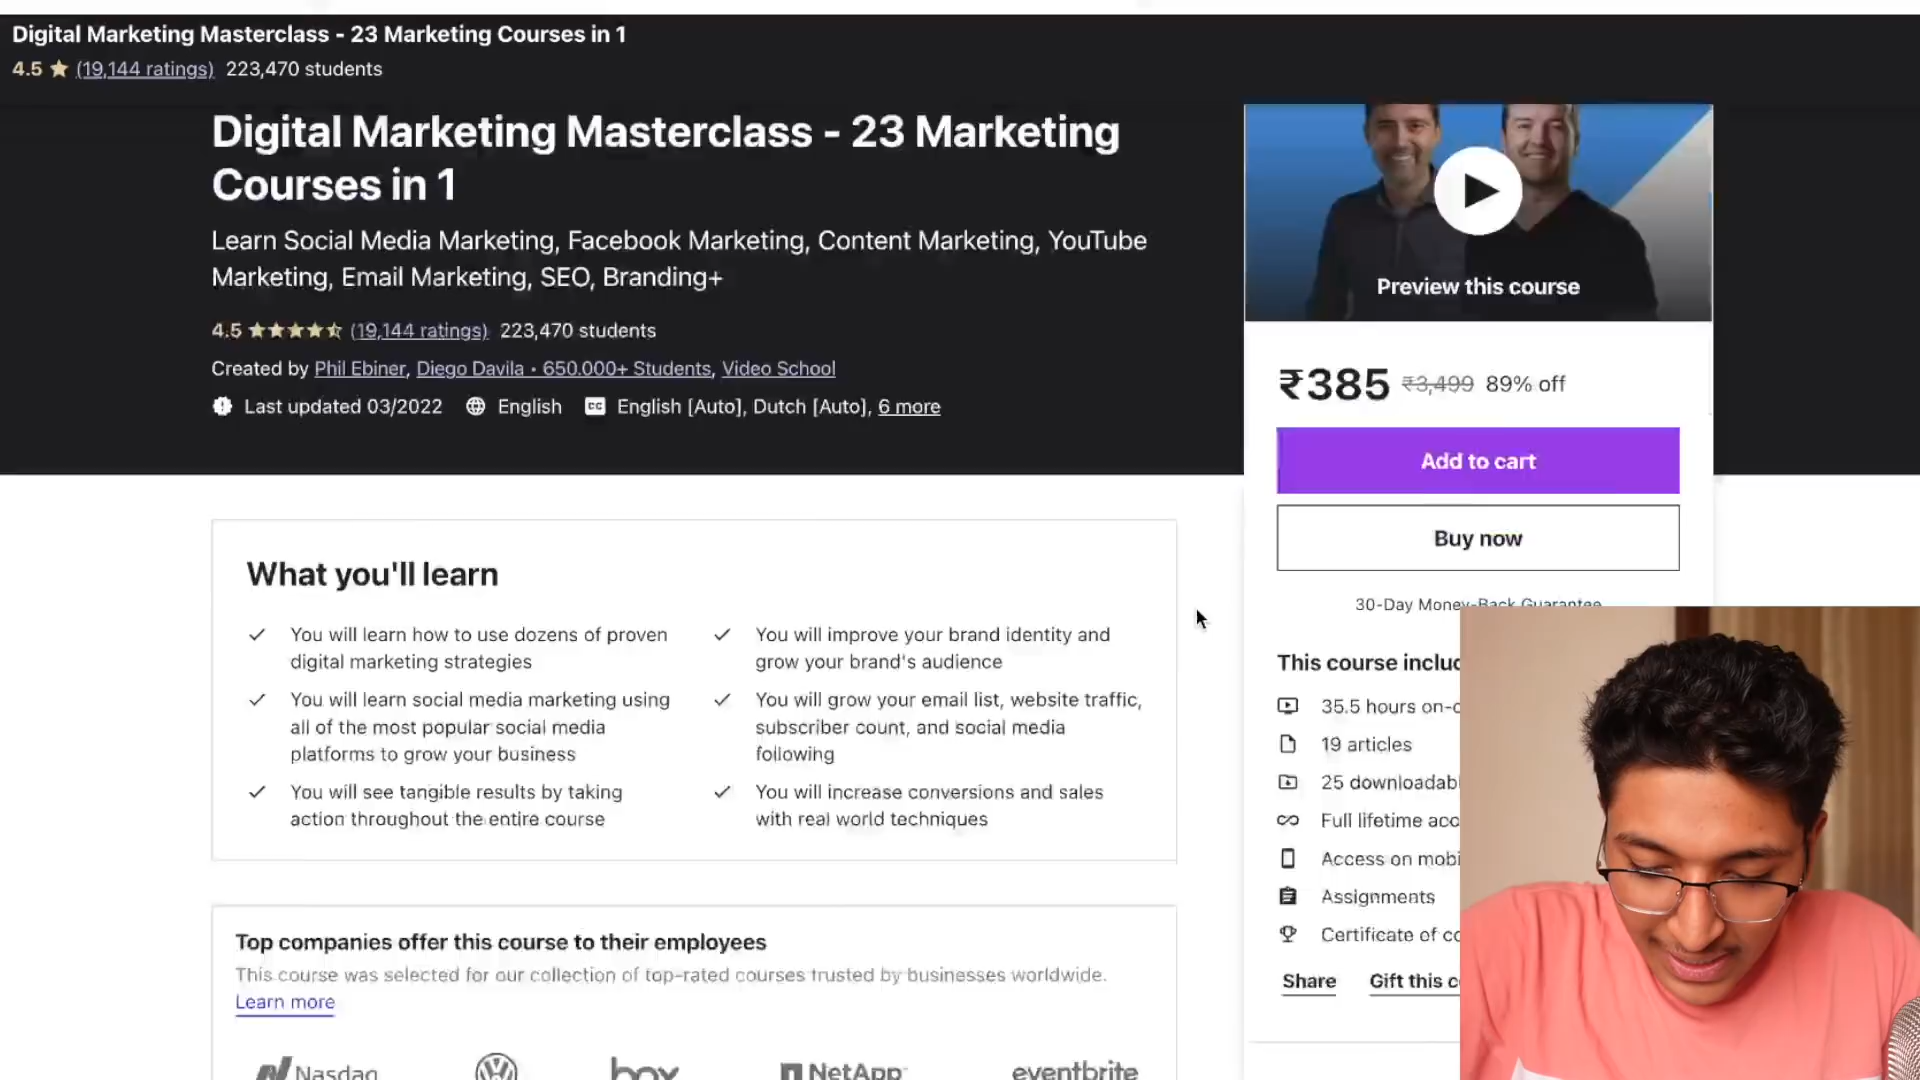 Digital Marketing Masterclass - 23 Marketing Courses in 1
4.5 (19,144 ratings) 223,470 students
Digital Marketing Masterclass - 23 Marketing
Courses in 1
Learn Social Media Marketing, Facebook Marketing, Content Marketing, YouTube
Marketing, Email Marketing, SEO, Branding+
4.5 (19,144 ratings) 223,470 students
Created by Phil Ebiner, Diego Davila • 650.000+ Students, Video School
Last updated 03/2022 English CC English [Auto], Dutch [Auto], 6 more
Preview this course
₹385 ₹3,499 89% off
Add to cart
Buy now
30-Day Money-Back Guarantee
This course inclu
35.5 hours on-
19 articles
25 downloadab
Full lifetime acc
Access on mobi
Assignments
Certificate of co
Share Gift this c
What you'll learn
You will learn how to use dozens of proven
digital marketing strategies
You will learn social media marketing using
all of the most popular social media
platforms to grow your business
You will see tangible results by taking
action throughout the entire course
You will improve your brand identity and
grow your brand's audience
You will grow your email list, website traffic,
subscriber count, and social media
following
You will increase conversions and sales
with real world techniques
Top companies offer this course to their employees
This course was selected for our collection of top-rated courses trusted by businesses worldwide.
Learn more
Nasdaq box NetApp eventbrite